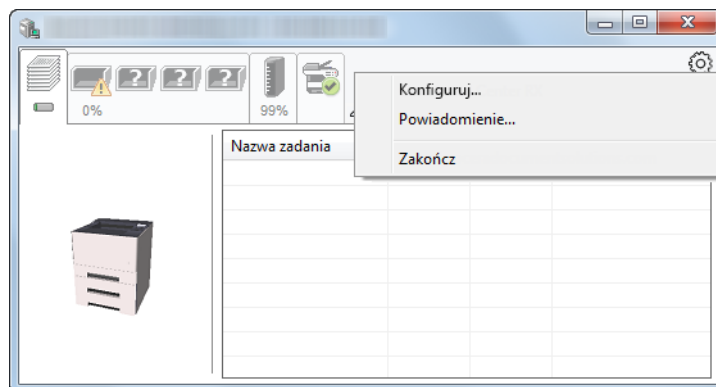 ? ? ?
0%
99%
Konfiguruj...
Powiadomienie...
Zakończ
Nazwa zadania